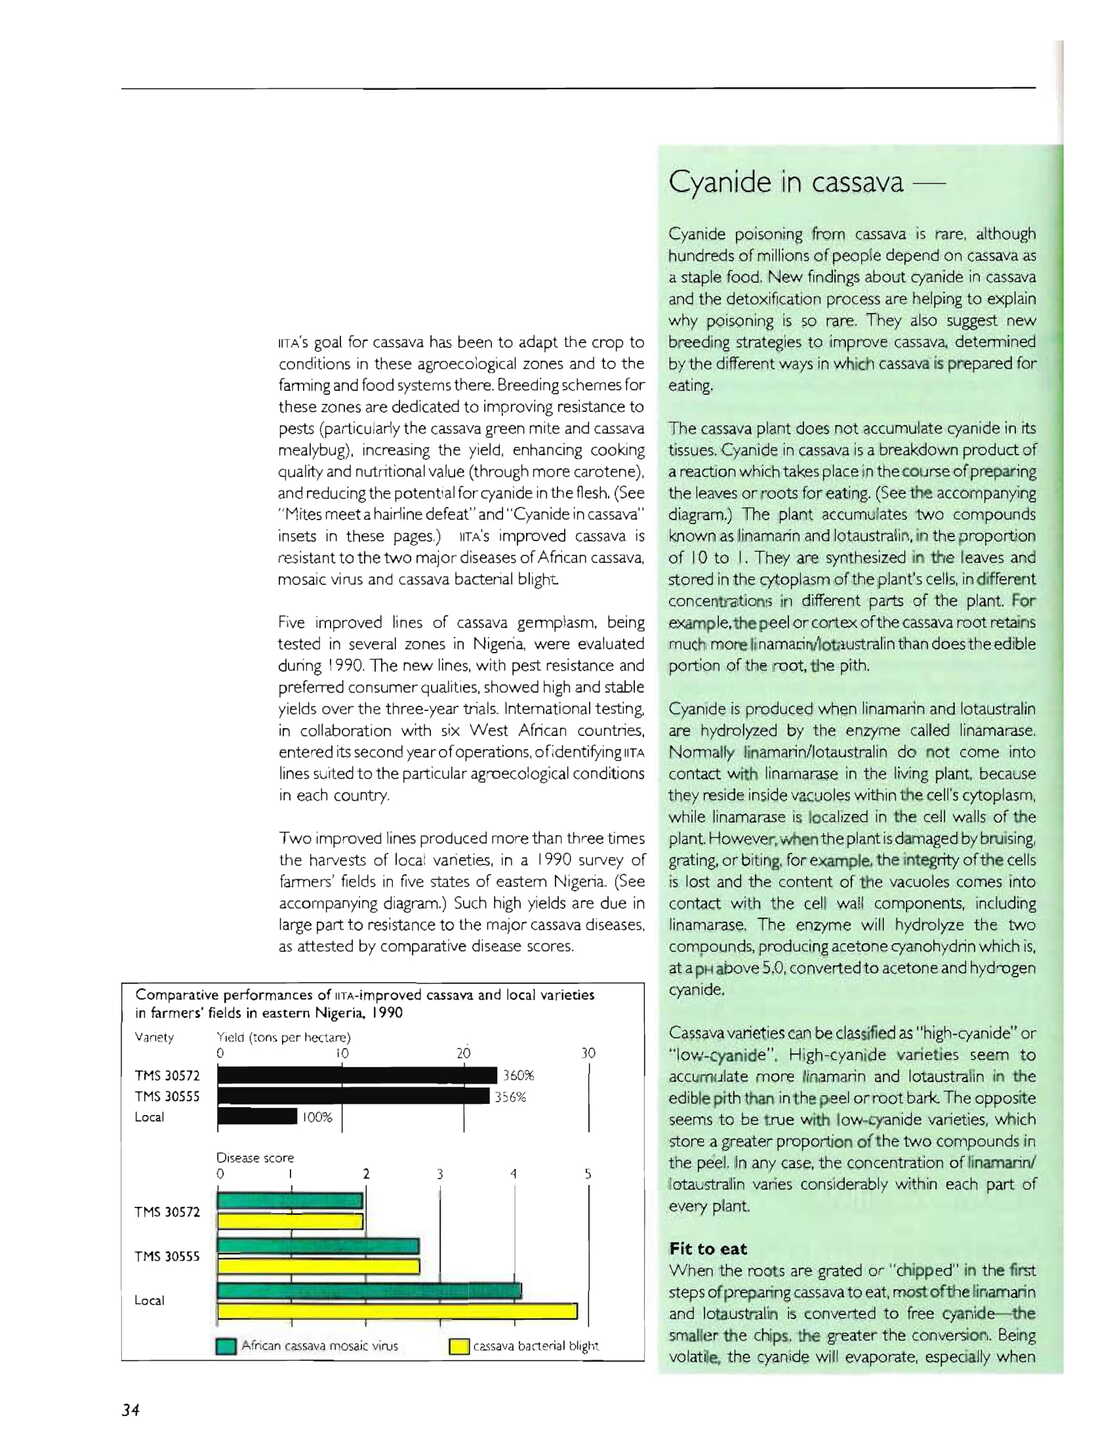 IITA's goal for cassava has been to adapt the crop to
conditions in these agroecological zones and to the
farming and food systems there. Breeding schemes for
these zones are dedicated to improving resistance to
pests (particularly the cassava green mite and cassava
mealybug), increasing the yield, enhancing cooking
quality and nutritional value (through more carotene),
and reducing the potential for cyanide in the flesh. (See
"Mites meet a hairline defeat" and "Cyanide in cassava"
insets in these pages.) IITA's improved cassava is
resistant to the two major diseases of African cassava,
mosaic virus and cassava bacterial blight.
Five improved lines of cassava germplasm, being
tested in several zones in Nigeria, were evaluated
during 1990. The new lines, with pest resistance and
preferred consumer qualities, showed high and stable
yields over the three-year trials. International testing,
in collaboration with six West African countries,
entered its second year of operations, of identifying IITA
lines suited to the particular agroecological conditions
in each country.
Two improved lines produced more than three times
the harvests of local varieties, in a 1990 survey of
farmers' fields in five states of eastern Nigeria. (See
accompanying diagram.) Such high yields are due in
large part to resistance to the major cassava diseases,
as attested by comparative disease scores.
Comparative performances of IITA-improved cassava and local varieties
in farmers' fields in eastern Nigeria, 1990
Variety Yield (tons per hectare)
0 10 20 30
TMS 30572 360%
TMS 30555 356%
Local 100%
Disease score
0 1 2 3 4 5
TMS 30572
TMS 30555
Local
African cassava mosaic virus cassava bacterial blight
34
Cyanide in cassava —
Cyanide poisoning from cassava is rare, although
hundreds of millions of people depend on cassava as
a staple food. New findings about cyanide in cassava
and the detoxification process are helping to explain
why poisoning is so rare. They also suggest new
breeding strategies to improve cassava, determined
by the different ways in which cassava is prepared for
eating.
The cassava plant does not accumulate cyanide in its
tissues. Cyanide in cassava is a breakdown product of
a reaction which takes place in the course of preparing
the leaves or roots for eating. (See the accompanying
diagram.) The plant accumulates two compounds
known as linamarin and lotaustralin, in the proportion
of 10 to 1. They are synthesized in the leaves and
stored in the cytoplasm of the plant's cells, in different
concentrations in different parts of the plant. For
example, the peel or cortex of the cassava root retains
much more linamarin/lotaustralin than does the edible
portion of the root, the pith.
Cyanide is produced when linamarin and lotaustralin
are hydrolyzed by the enzyme called linamarase.
Normally linamarin/lotaustralin do not come into
contact with linamarase in the living plant, because
they reside inside vacuoles within the cell's cytoplasm,
while linamarase is localized in the cell walls of the
plant. However, when the plant is damaged by bruising,
grating, or biting, for example, the integrity of the cells
is lost and the content of the vacuoles comes into
contact with the cell wall components, including
linamarase. The enzyme will hydrolyze the two
compounds, producing acetone cyanohydrin which is,
at a pH above 5.0, converted to acetone and hydrogen
cyanide.
Cassava varieties can be classified as "high-cyanide" or
"low-cyanide". High-cyanide varieties seem to
accumulate more linamarin and lotaustralin in the
edible pith than in the peel or root bark. The opposite
seems to be true with low-cyanide varieties, which
store a greater proportion of the two compounds in
the peel. In any case, the concentration of linamarin/
lotaustralin varies considerably within each part of
every plant.
Fit to eat
When the roots are grated or "chipped" in the first
steps of preparing cassava to eat, most of the linamarin
and lotaustralin is converted to free cyanide—the
smaller the chips, the greater the conversion. Being
volatile, the cyanide will evaporate, especially when